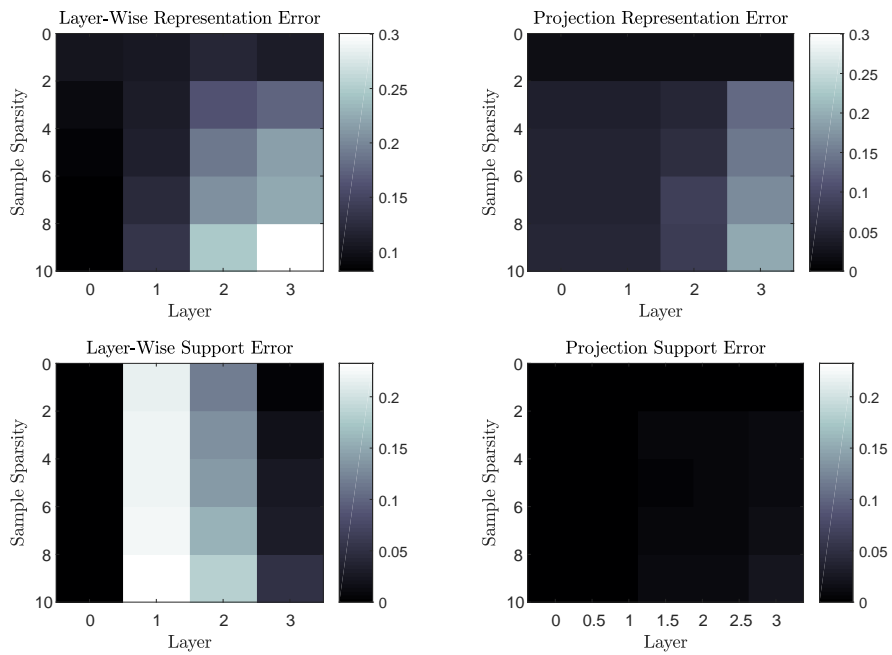 Layer-Wise Representation Error
0
2
4
6
8
10
Sample Sparsity
0 1 2 3
Layer
0.3
0.25
0.2
0.15
0.1
Projection Representation Error
0
2
4
6
8
10
Sample Sparsity
0 1 2 3
Layer
0.3
0.25
0.2
0.15
0.1
0.05
0
Layer-Wise Support Error
0
2
4
6
8
10
Sample Sparsity
0 1 2 3
Layer
0.2
0.15
0.1
0.05
0
Projection Support Error
0
2
4
6
8
10
Sample Sparsity
0 0.5 1 1.5 2 2.5 3
Layer
0.2
0.15
0.1
0.05
0